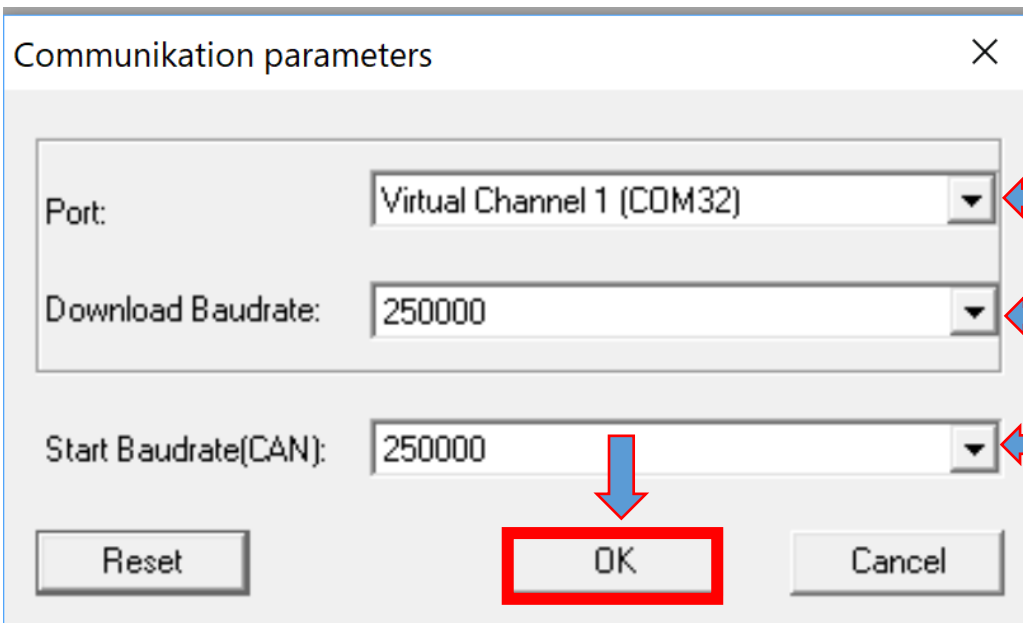 Communikation parameters
Port: Virtual Channel 1 (COM32)
Download Baudrate: 250000
Start Baudrate(CAN): 250000
Reset OK Cancel